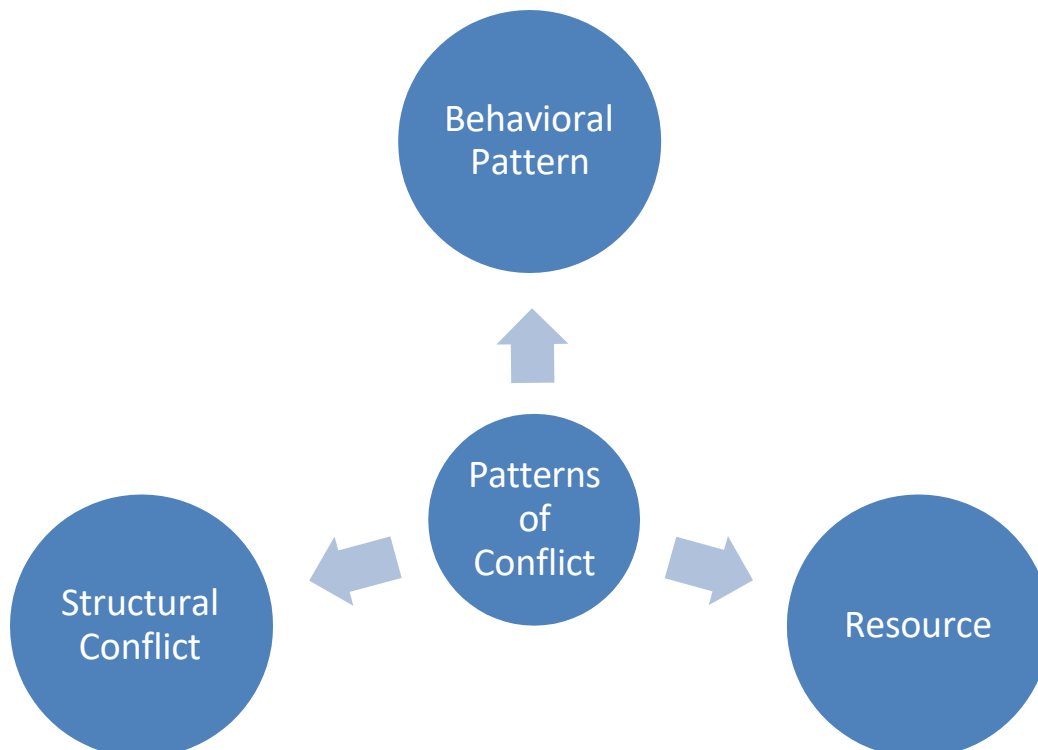 Behavioral
Pattern
Patterns
of
Conflict
Structural
Conflict
Resource